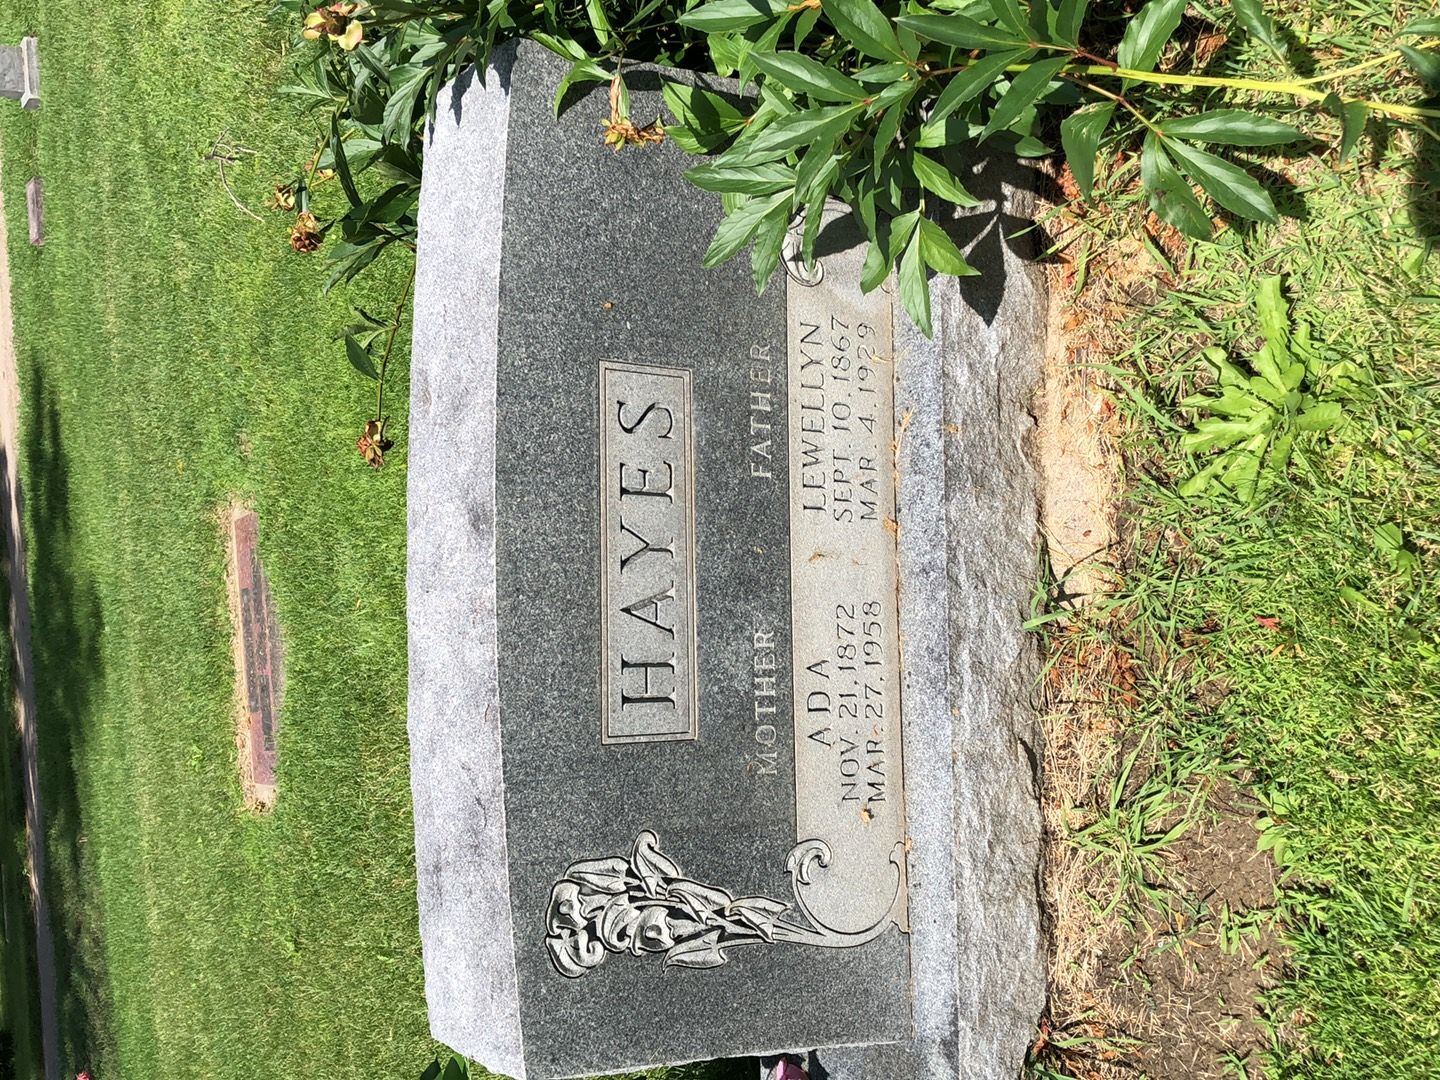 HAYES
MOTHER FATHER
ADA LEWELLYN
NOV. 21, 1872 SEPT. 10, 1867
MAR. 27, 1958 MAR. 4, 1929